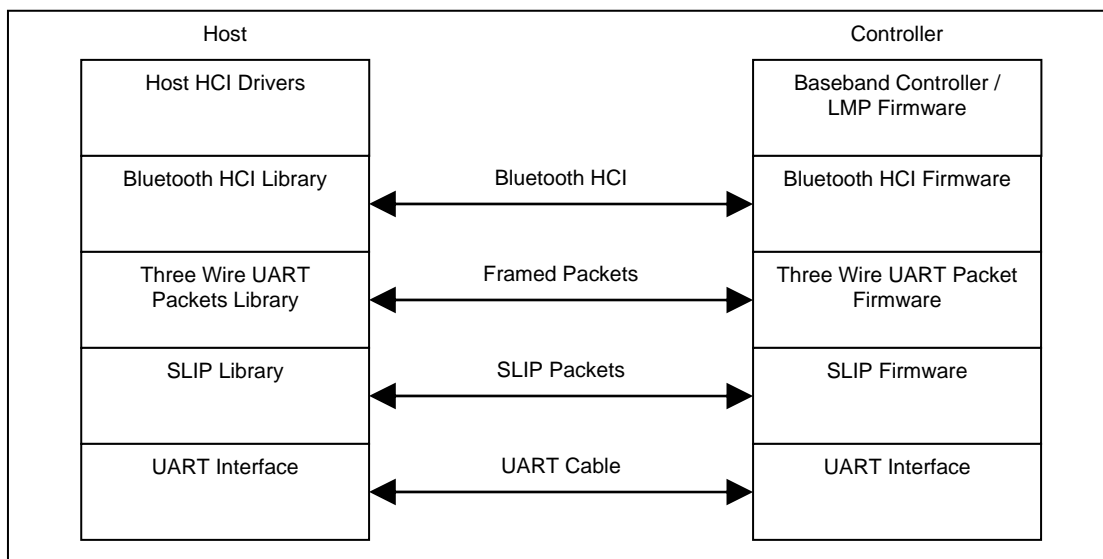 Host
Controller
Host HCI Drivers
Baseband Controller /
LMP Firmware
Bluetooth HCI Library
Bluetooth HCI
Bluetooth HCI Firmware
Three Wire UART
Packets Library
Framed Packets
Three Wire UART Packet
Firmware
SLIP Library
SLIP Packets
SLIP Firmware
UART Interface
UART Cable
UART Interface